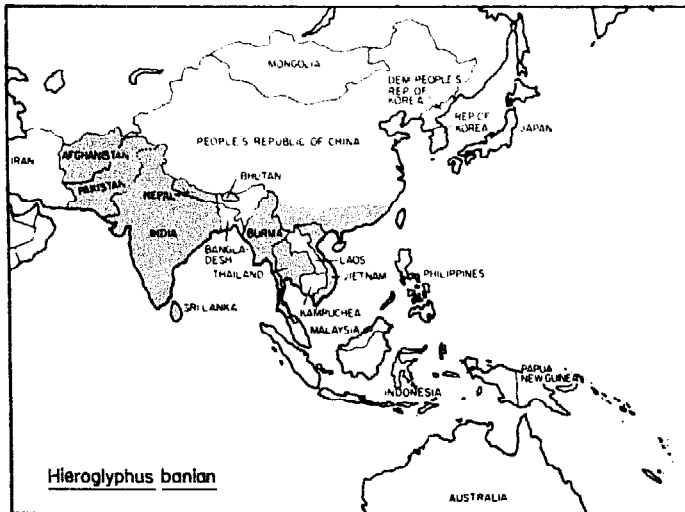 MONGOLIA
DEM PEOPLE'S
REP OF
KOREA
REP OF
KOREA
JAPAN
PEOPLE'S REPUBLIC OF CHINA
IRAN
AFGHANISTAN
PAKISTAN
BHUTAN
NEPAL
INDIA
BURMA
BANGLA-
DESH
LAOS
THAILAND
VIETNAM
PHILIPPINES
SRI LANKA
KAMPUCHEA
MALAYSIA
PAPUA
NEW GUINEA
INDONESIA
Hieroglyphus banian
AUSTRALIA